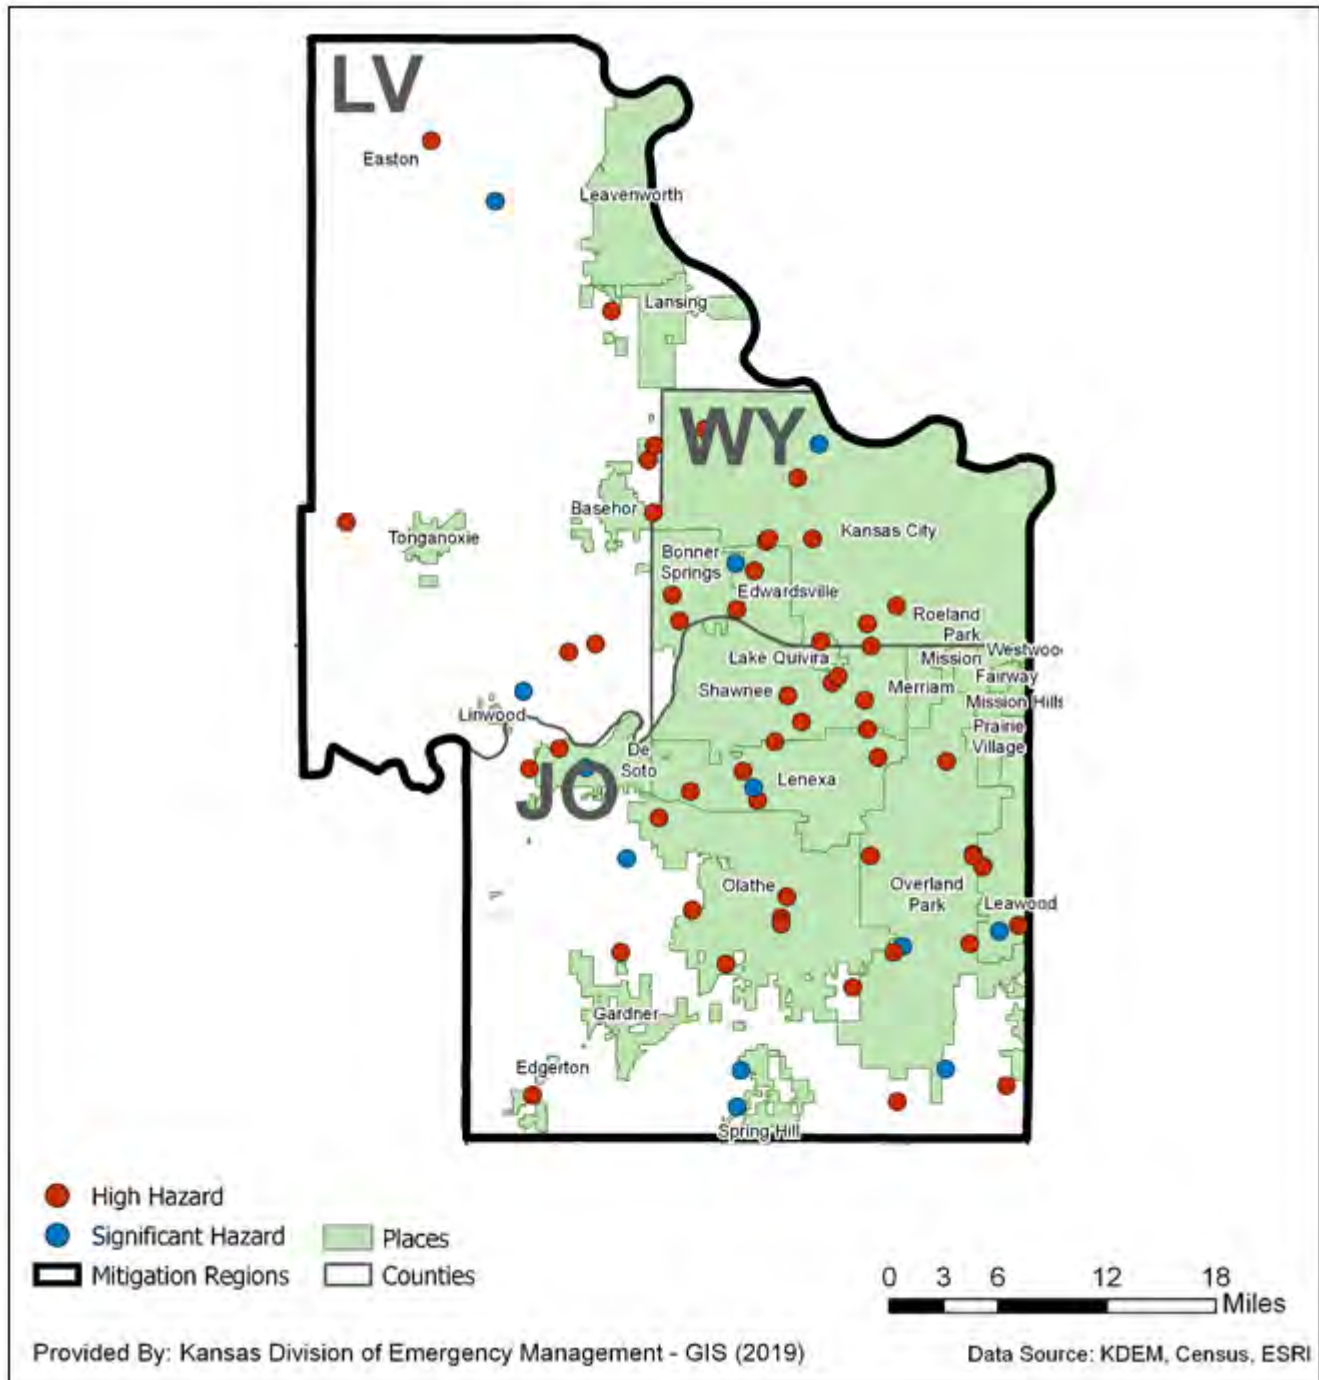 LV
Easton
Leavenworth
Lansing
WY
Basehor
Tonganoxie
Kansas City
Bonner
Springs
Edwardsville
Roeland
Park
Lake Quivira
Mission
Westwoo
Fairway
Shawnee
Merriam
Mission Hills
Linwood
Prairie
Village
De
Soto
Lenexa
JO
Olathe
Overland
Park
Leawood
Gardner
Edgerton
Spring Hill
High Hazard
Significant Hazard
Places
Mitigation Regions
Counties
0 3 6 12 18
Miles
Provided By: Kansas Division of Emergency Management - GIS (2019)
Data Source: KDEM, Census, ESRI